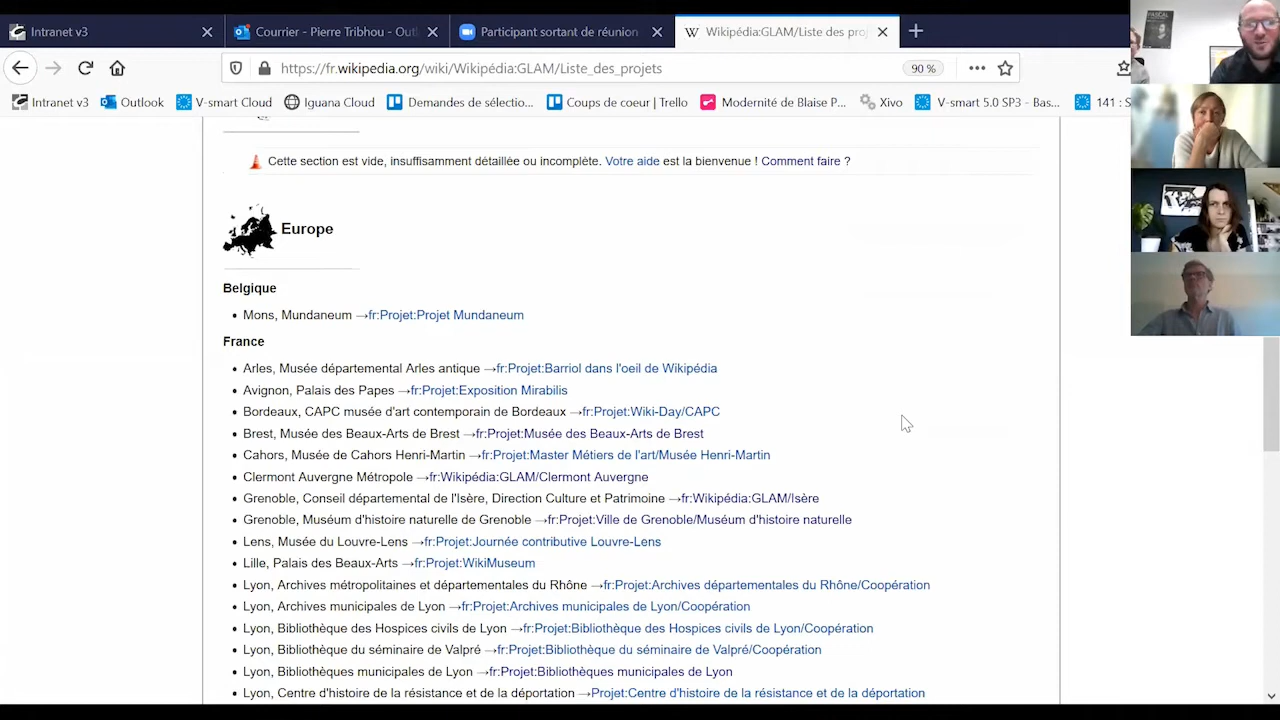 Intranet v3
Courrier - Pierre Tribhou - Outl
Participant sortant de réunion
W Wikipédia:GLAM/Liste des proj
https://fr.wikipedia.org/wiki/Wikipédia:GLAM/Liste_des_projets
90 %
Intranet v3
Outlook
V-smart Cloud
Iguana Cloud
Demandes de sélectio...
Coups de coeur | Trello
Modernité de Blaise P...
Xivo
V-smart 5.0 SP3 - Bas...
141 : S
PASCAL
Cette section est vide, insuffisamment détaillée ou incomplète. Votre aide est la bienvenue ! Comment faire ?
Europe
Belgique
Mons, Mundaneum →fr:Projet:Projet Mundaneum
France
Arles, Musée départemental Arles antique →fr:Projet:Barriol dans l'oeil de Wikipédia
Avignon, Palais des Papes →fr:Projet:Exposition Mirabilis
Bordeaux, CAPC musée d'art contemporain de Bordeaux →fr:Projet:Wiki-Day/CAPC
Brest, Musée des Beaux-Arts de Brest →fr:Projet:Musée des Beaux-Arts de Brest
Cahors, Musée de Cahors Henri-Martin →fr:Projet:Master Métiers de l'art/Musée Henri-Martin
Clermont Auvergne Métropole →fr:Wikipédia:GLAM/Clermont Auvergne
Grenoble, Conseil départemental de l'Isère, Direction Culture et Patrimoine →fr:Wikipédia:GLAM/Isère
Grenoble, Muséum d'histoire naturelle de Grenoble →fr:Projet:Ville de Grenoble/Muséum d'histoire naturelle
Lens, Musée du Louvre-Lens →fr:Projet:Journée contributive Louvre-Lens
Lille, Palais des Beaux-Arts →fr:Projet:WikiMuseum
Lyon, Archives métropolitaines et départementales du Rhône →fr:Projet:Archives départementales du Rhône/Coopération
Lyon, Archives municipales de Lyon →fr:Projet:Archives municipales de Lyon/Coopération
Lyon, Bibliothèque des Hospices civils de Lyon →fr:Projet:Bibliothèque des Hospices civils de Lyon/Coopération
Lyon, Bibliothèque du séminaire de Valpré →fr:Projet:Bibliothèque du séminaire de Valpré/Coopération
Lyon, Bibliothèques municipales de Lyon →fr:Projet:Bibliothèques municipales de Lyon
Lyon, Centre d'histoire de la résistance et de la déportation →Projet:Centre d'histoire de la résistance et de la déportation